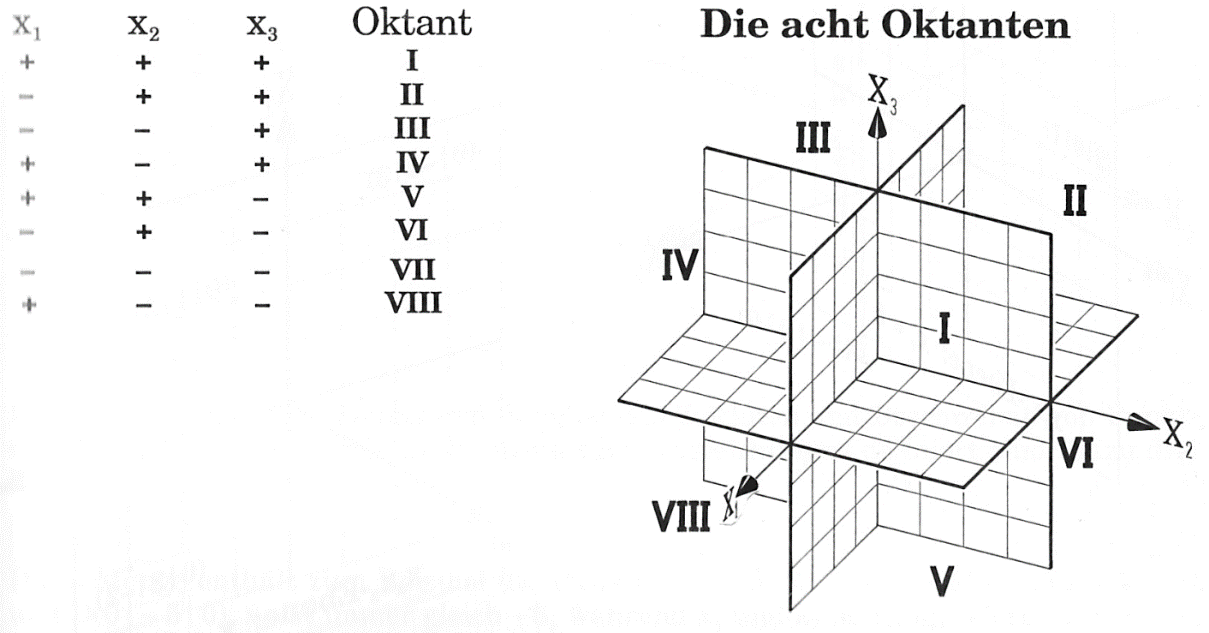 x₁ x₂ x₃ Oktant
+ + + I
− + + II
− − + III
+ − + IV
+ + − V
− + − VI
− − − VII
+ − − VIII
Die acht Oktanten
X₃
III
II
IV
I
X₂
VI
VIII
X₁
V